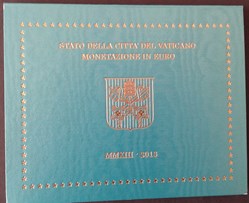 STATO DELLA CITTÀ DEL VATICANO
MONETAZIONE IN EURO
MMXIII - 2013